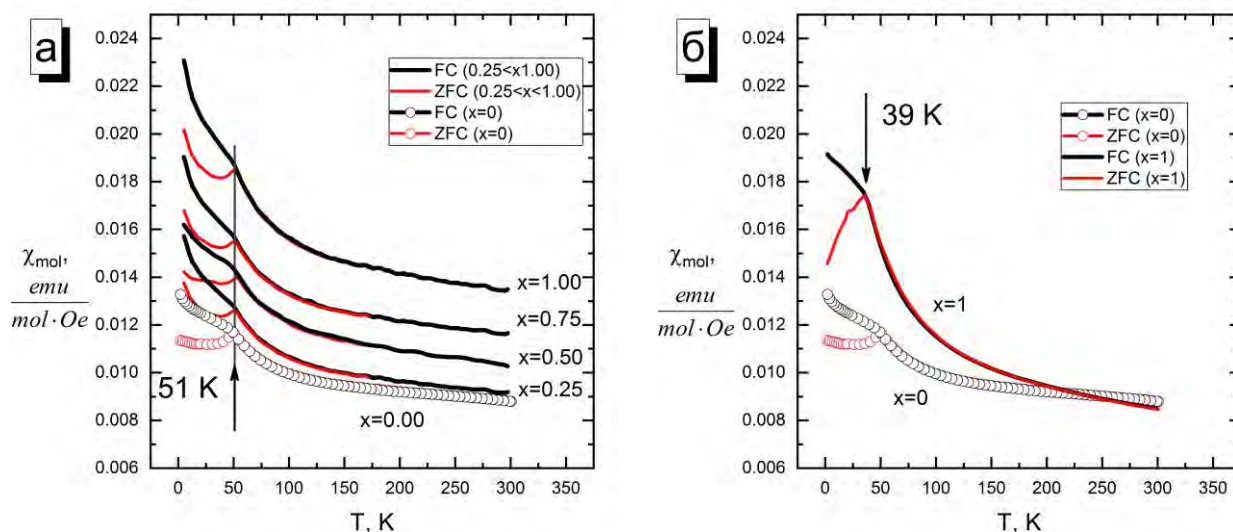 а
0.024
0.022
0.020
0.018
0.016
0.014
0.012
0.010
0.008
0.006
χmol,
emu
mol·Oe
FC (0.25<x1.00)
ZFC (0.25<x<1.00)
FC (x=0)
ZFC (x=0)
x=1.00
x=0.75
x=0.50
x=0.25
51 K
x=0.00
0 50 100 150 200 250 300 350
T, K
б
0.024
0.022
0.020
0.018
0.016
0.014
0.012
0.010
0.008
0.006
χmol,
emu
mol·Oe
FC (x=0)
ZFC (x=0)
FC (x=1)
ZFC (x=1)
39 K
x=1
x=0
0 50 100 150 200 250 300 350
T, K